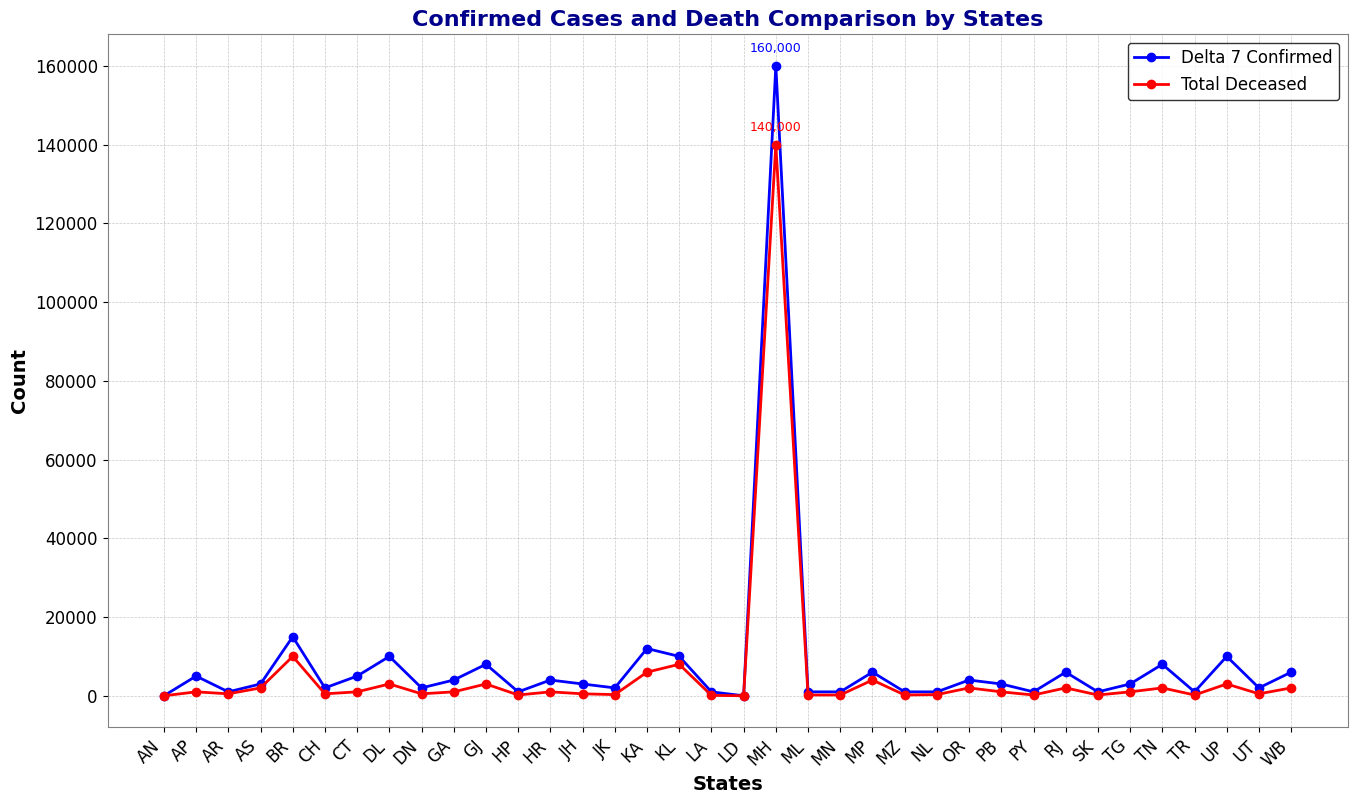 Confirmed Cases and Death Comparison by States
160,000
140,000
Delta 7 Confirmed
Total Deceased
Count
160000
140000
120000
100000
80000
60000
40000
20000
0
AN AP AR AS BR CH CT DL DN GA GJ HP HR JH JK KA KL LA LD MH ML MN MP MZ NL OR PB PY RJ SK TG TN TR UP UT WB
States